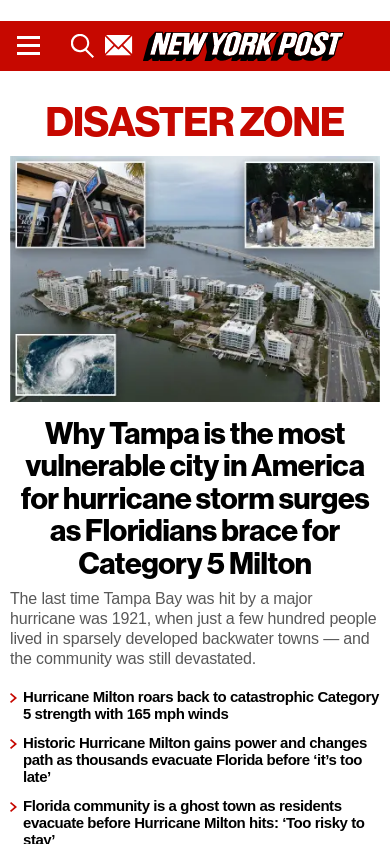 NEW YORK POST
DISASTER ZONE
Why Tampa is the most
vulnerable city in America
for hurricane storm surges
as Floridians brace for
Category 5 Milton
The last time Tampa Bay was hit by a major
hurricane was 1921, when just a few hundred people
lived in sparsely developed backwater towns — and
the community was still devastated.
Hurricane Milton roars back to catastrophic Category
5 strength with 165 mph winds
Historic Hurricane Milton gains power and changes
path as thousands evacuate Florida before ‘it’s too
late’
Florida community is a ghost town as residents
evacuate before Hurricane Milton hits: ‘Too risky to
stay’